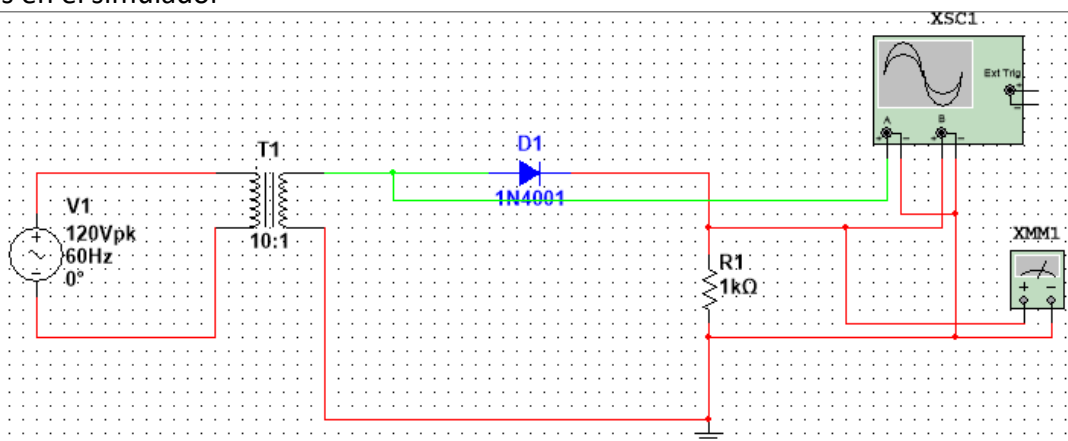 s en el simulador
XSC1
Ext Trig
+
−
A
B
+ − + −
T1
D1
1N4001
V1
+
−
120Vpk
60Hz
0°
10:1
R1
1kΩ
XMM1
+ −